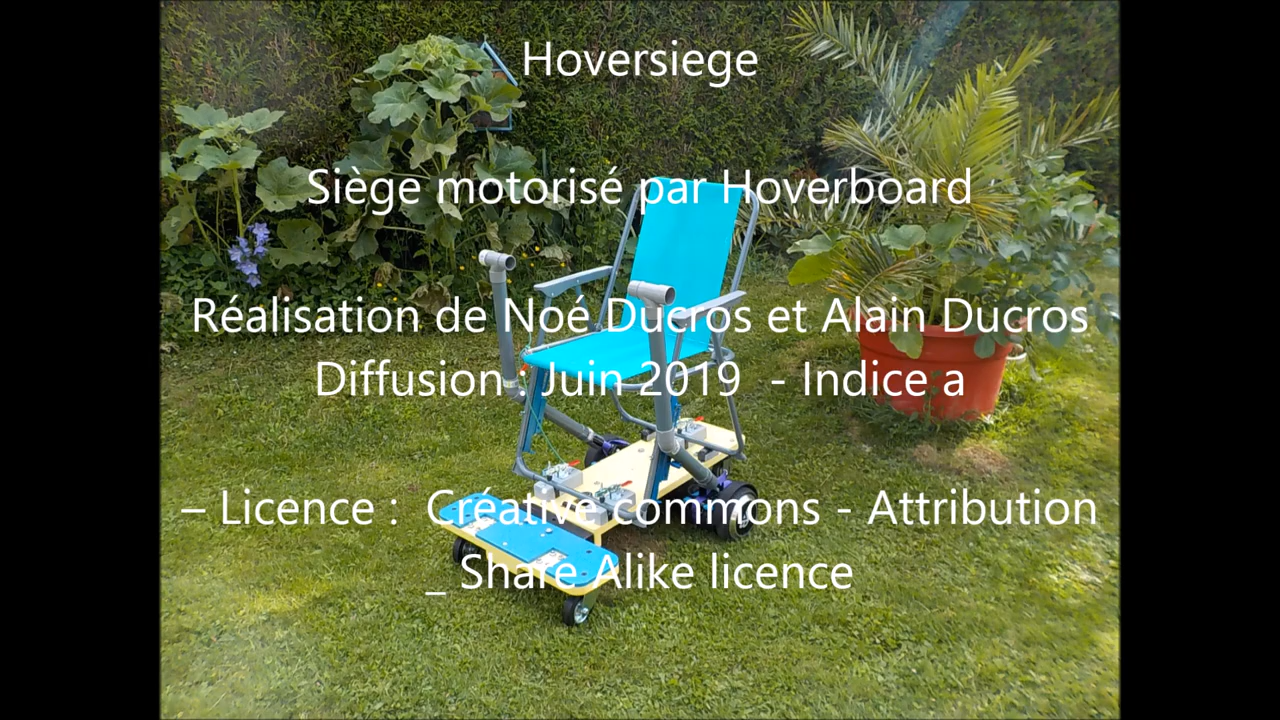 Hoversiege
Siège motorisé par Hoverboard
Réalisation de Noé Ducros et Alain Ducros
Diffusion : Juin 2019 - Indice a
– Licence : Créative commons - Attribution
_ Share Alike licence